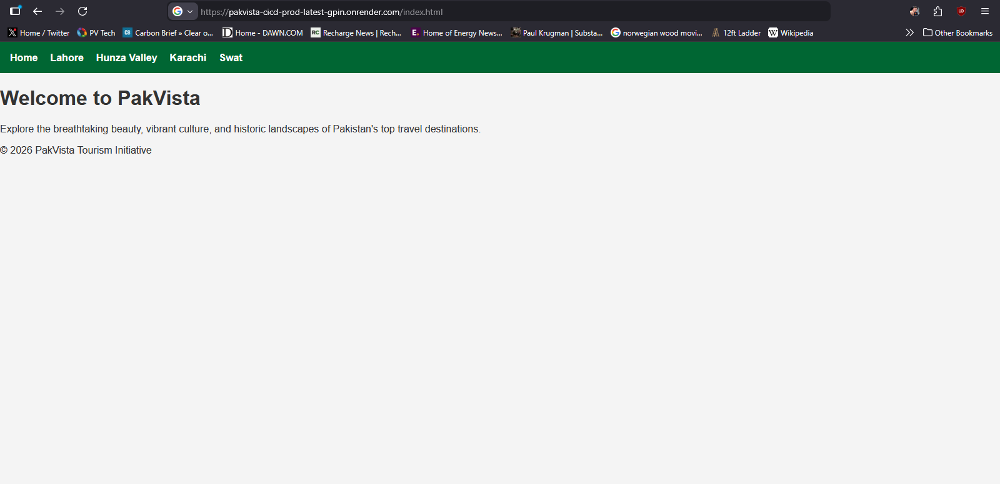 https://pakvista-cicd-prod-latest-gpin.onrender.com/index.html
UD
Home / Twitter PV Tech CB Carbon Brief » Clear o... D Home - DAWN.COM RC Recharge News | Rech... E. Home of Energy News... Paul Krugman | Substa... G norwegian wood movi... 12ft Ladder W Wikipedia Other Bookmarks
Home Lahore Hunza Valley Karachi Swat
Welcome to PakVista
Explore the breathtaking beauty, vibrant culture, and historic landscapes of Pakistan's top travel destinations.
© 2026 PakVista Tourism Initiative